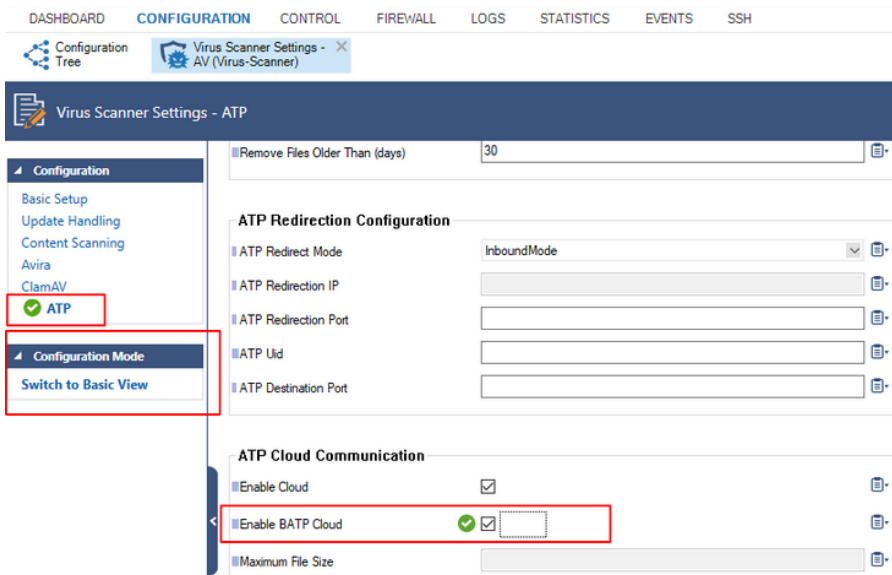 DASHBOARD CONFIGURATION CONTROL FIREWALL LOGS STATISTICS EVENTS SSH
Configuration
Tree
Virus Scanner Settings -
AV (Virus-Scanner)
Virus Scanner Settings - ATP
Configuration
Basic Setup
Update Handling
Content Scanning
Avira
ClamAV
ATP
Configuration Mode
Switch to Basic View
Remove Files Older Than (days) 30
ATP Redirection Configuration
ATP Redirect Mode InboundMode
ATP Redirection IP
ATP Redirection Port
ATP Uid
ATP Destination Port
ATP Cloud Communication
Enable Cloud
Enable BATP Cloud
Maximum File Size